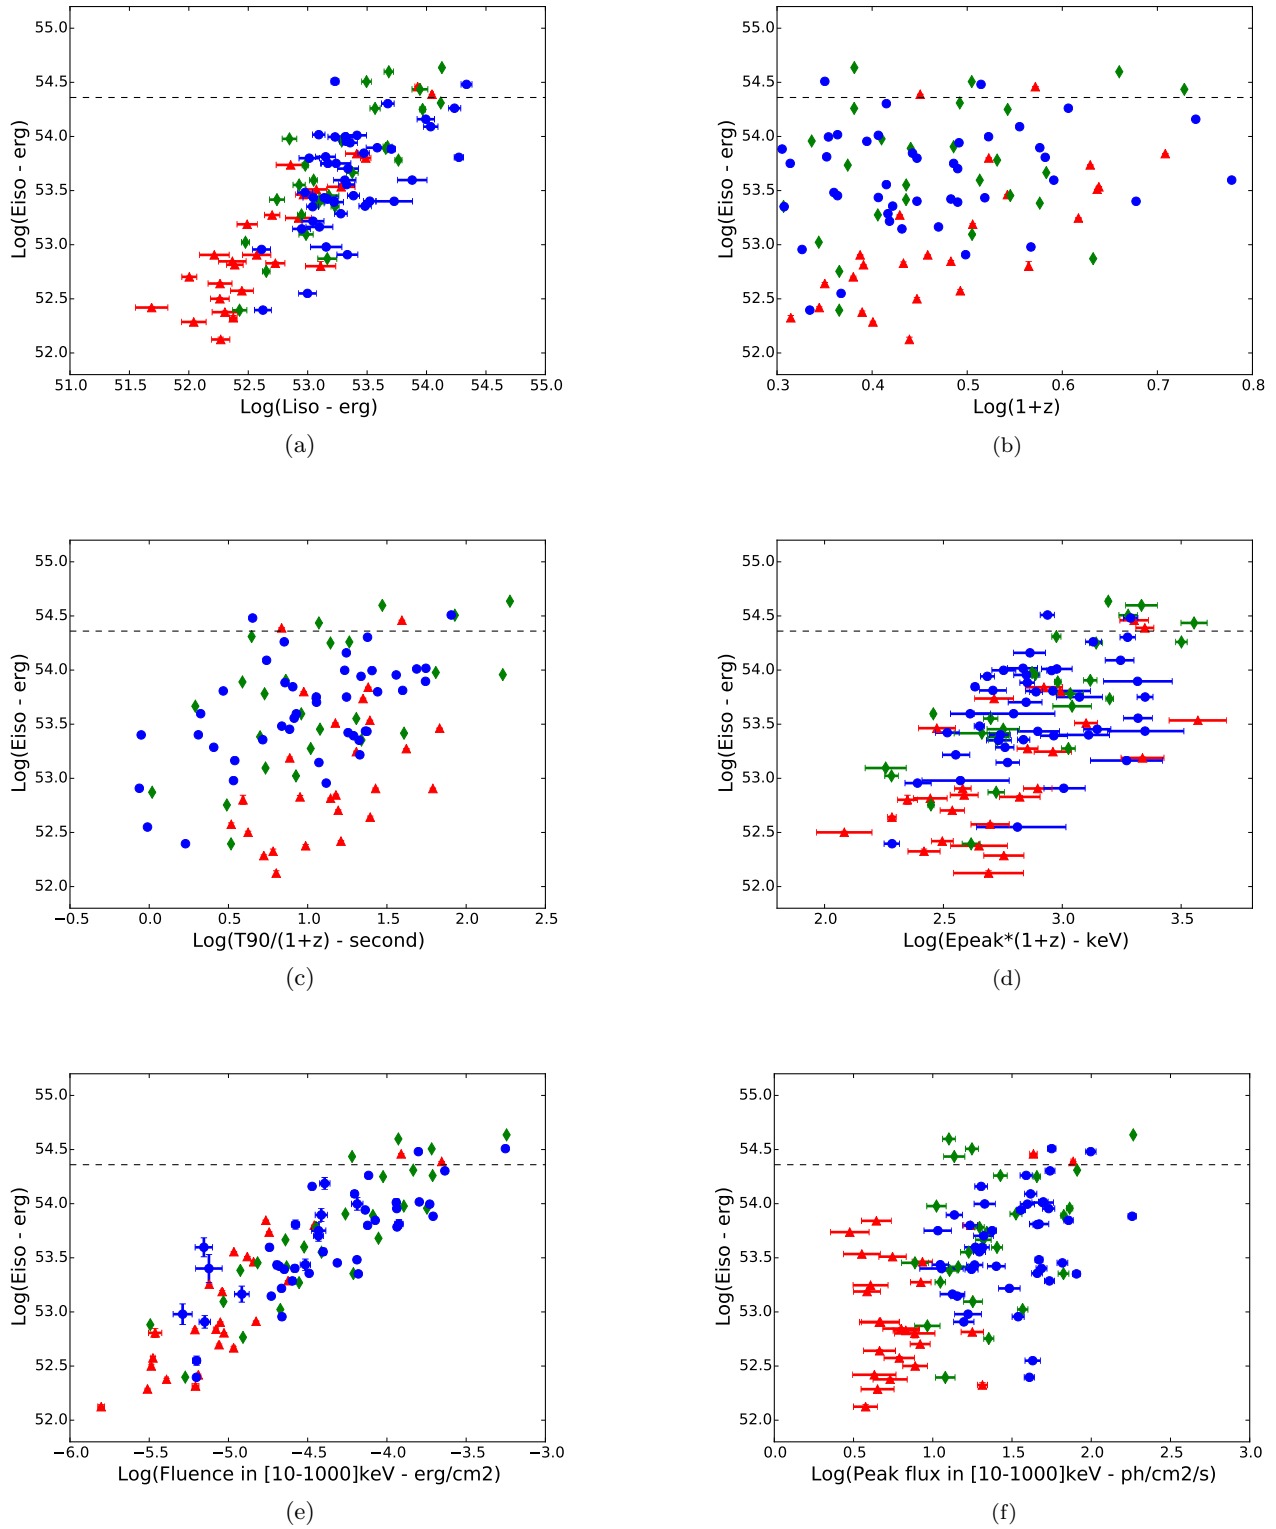 55.0
54.5
54.0
53.5
53.0
52.5
52.0
Log(Eiso - erg)
51.0 51.5 52.0 52.5 53.0 53.5 54.0 54.5 55.0
Log(Liso - erg)
(a)
55.0
54.5
54.0
53.5
53.0
52.5
52.0
Log(Eiso - erg)
0.3 0.4 0.5 0.6 0.7 0.8
Log(1+z)
(b)
55.0
54.5
54.0
53.5
53.0
52.5
52.0
Log(Eiso - erg)
−0.5 0.0 0.5 1.0 1.5 2.0 2.5
Log(T90/(1+z) - second)
(c)
55.0
54.5
54.0
53.5
53.0
52.5
52.0
Log(Eiso - erg)
2.0 2.5 3.0 3.5
Log(Epeak*(1+z) - keV)
(d)
55.0
54.5
54.0
53.5
53.0
52.5
52.0
Log(Eiso - erg)
−6.0 −5.5 −5.0 −4.5 −4.0 −3.5 −3.0
Log(Fluence in [10-1000]keV - erg/cm2)
(e)
55.0
54.5
54.0
53.5
53.0
52.5
52.0
Log(Eiso - erg)
0.0 0.5 1.0 1.5 2.0 2.5 3.0
Log(Peak flux in [10-1000]keV - ph/cm2/s)
(f)